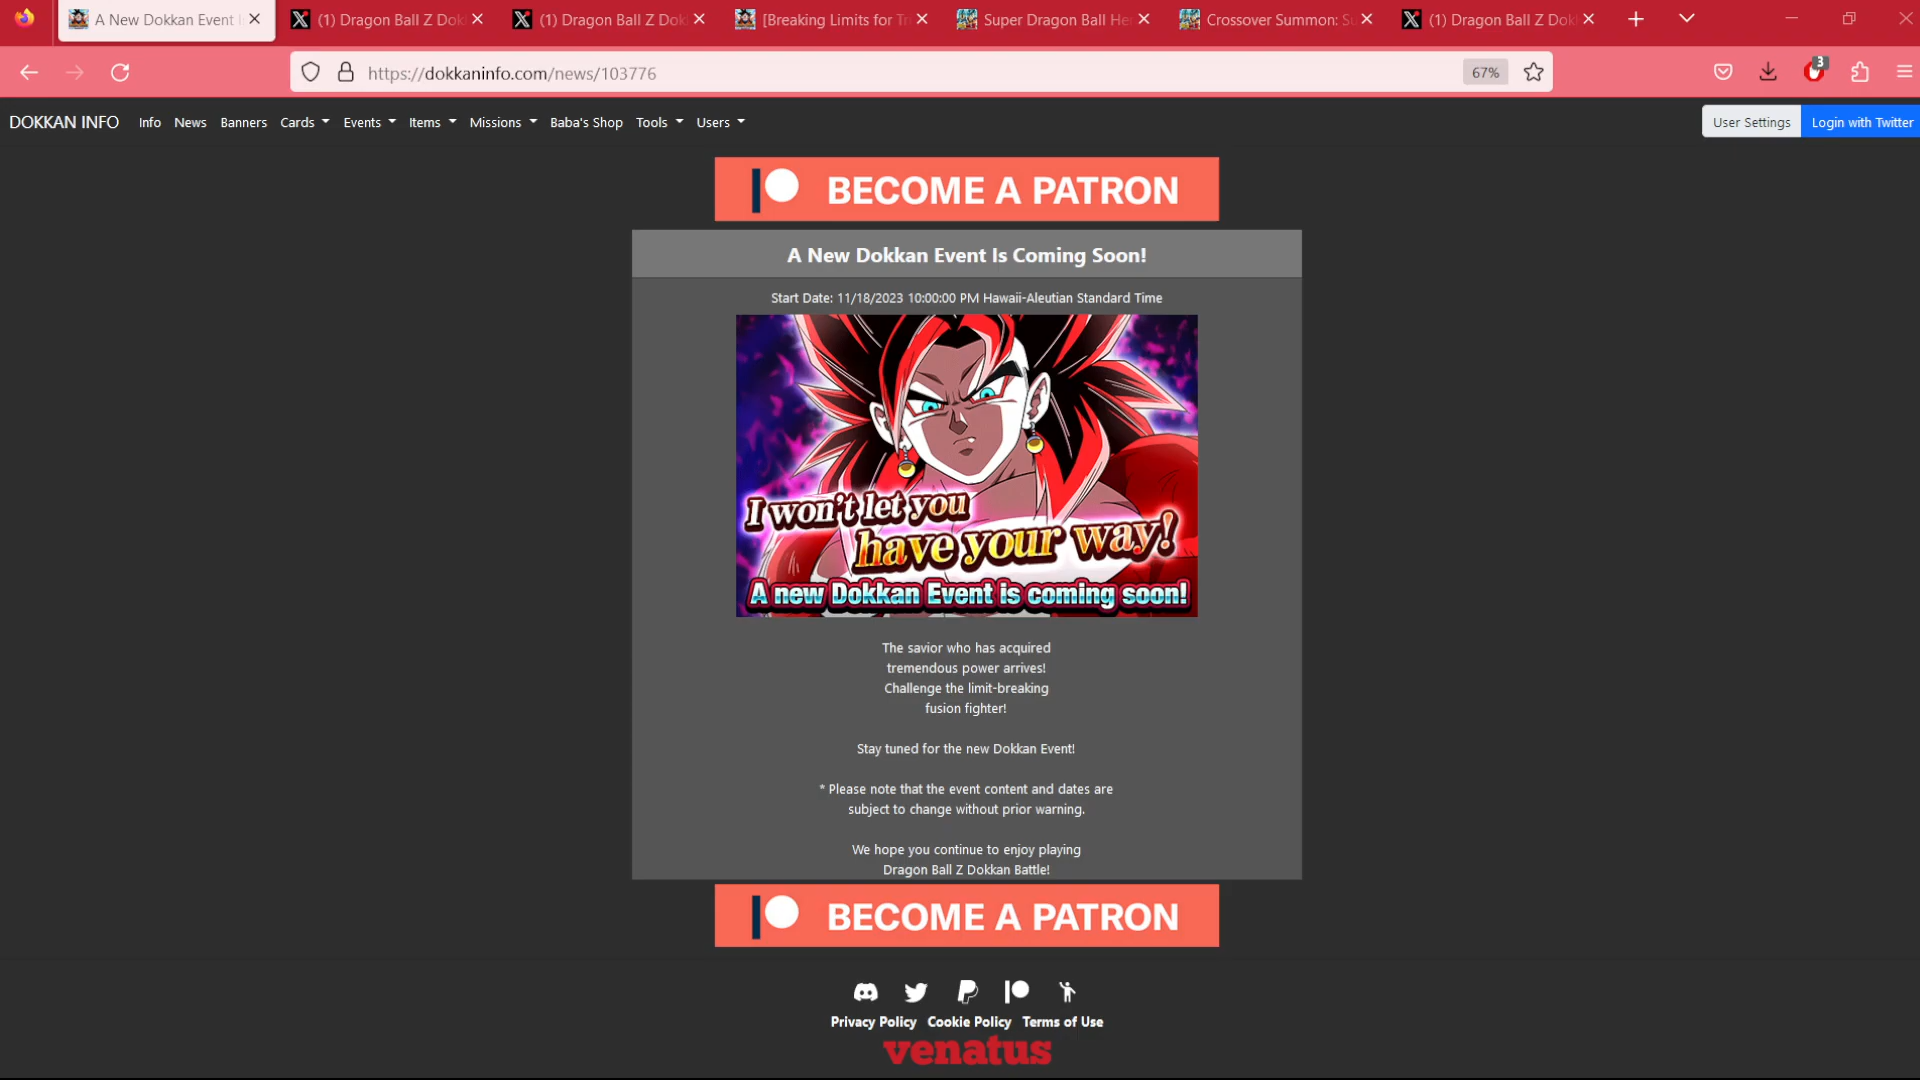 A New Dokkan Event
(1) Dragon Ball Z Dok
(1) Dragon Ball Z Dok
[Breaking Limits for Tr
Super Dragon Ball He
Crossover Summon: Su
(1) Dragon Ball Z Dok
https://dokkaninfo.com/news/103776
67%
3
DOKKAN INFO
Info
News
Banners
Cards
Events
Items
Missions
Baba's Shop
Tools
Users
User Settings
Login with Twitter
BECOME A PATRON
A New Dokkan Event Is Coming Soon!
Start Date: 11/18/2023 10:00:00 PM Hawaii-Aleutian Standard Time
I won't let you
have your way!
A new Dokkan Event is coming soon!
The savior who has acquired
tremendous power arrives!
Challenge the limit-breaking
fusion fighter!
Stay tuned for the new Dokkan Event!
* Please note that the event content and dates are
subject to change without prior warning.
We hope you continue to enjoy playing
Dragon Ball Z Dokkan Battle!
BECOME A PATRON
Privacy Policy Cookie Policy Terms of Use
venatus